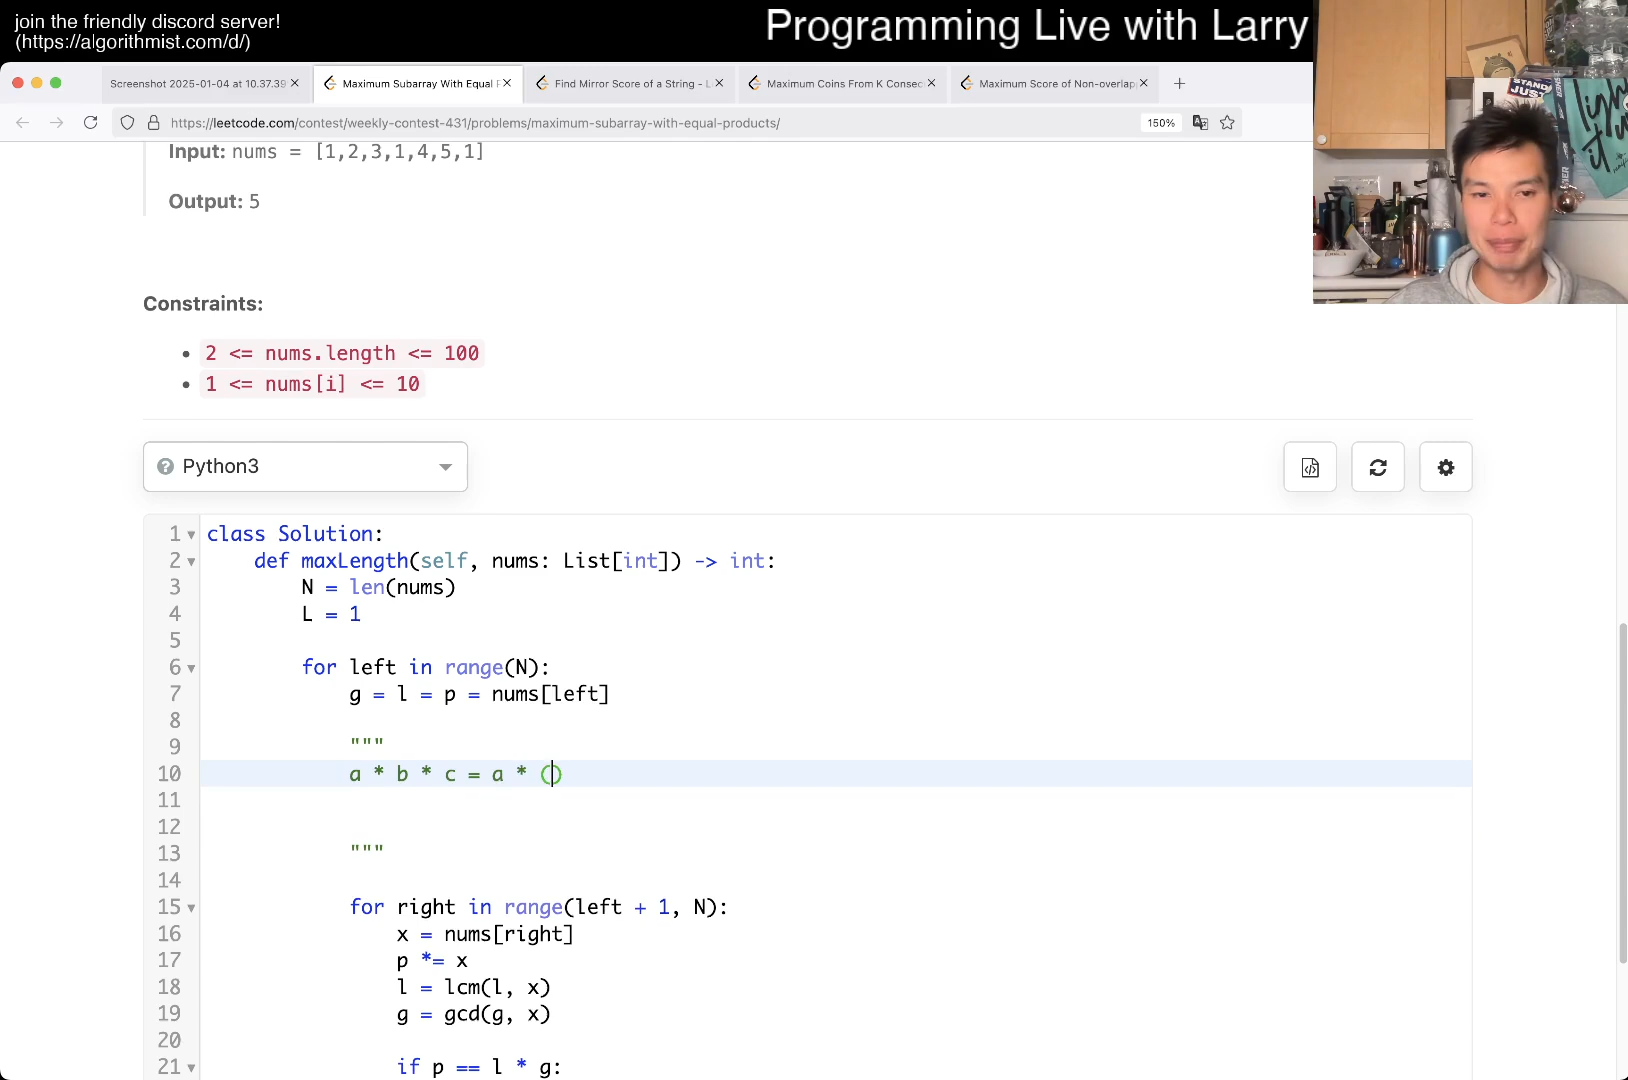 join the friendly discord server!
(https://algorithmist.com/d/)
Programming Live with Larry
Screenshot 2025-01-04 at 10.37.39
Maximum Subarray With Equal P
Find Mirror Score of a String - L
Maximum Coins From K Consec
Maximum Score of Non-overlap
https://leetcode.com/contest/weekly-contest-431/problems/maximum-subarray-with-equal-products/
150%
Input: nums = [1,2,3,1,4,5,1]
Output: 5
Constraints:
2 <= nums.length <= 100
1 <= nums[i] <= 10
Python3
1 class Solution:
2 def maxLength(self, nums: List[int]) -> int:
3 N = len(nums)
4 L = 1
5
6 for left in range(N):
7 g = l = p = nums[left]
8
9 """
10 a * b * c = a * ()
11
12
13 """
14
15 for right in range(left + 1, N):
16 x = nums[right]
17 p *= x
18 l = lcm(l, x)
19 g = gcd(g, x)
20
21 if p == l * g: